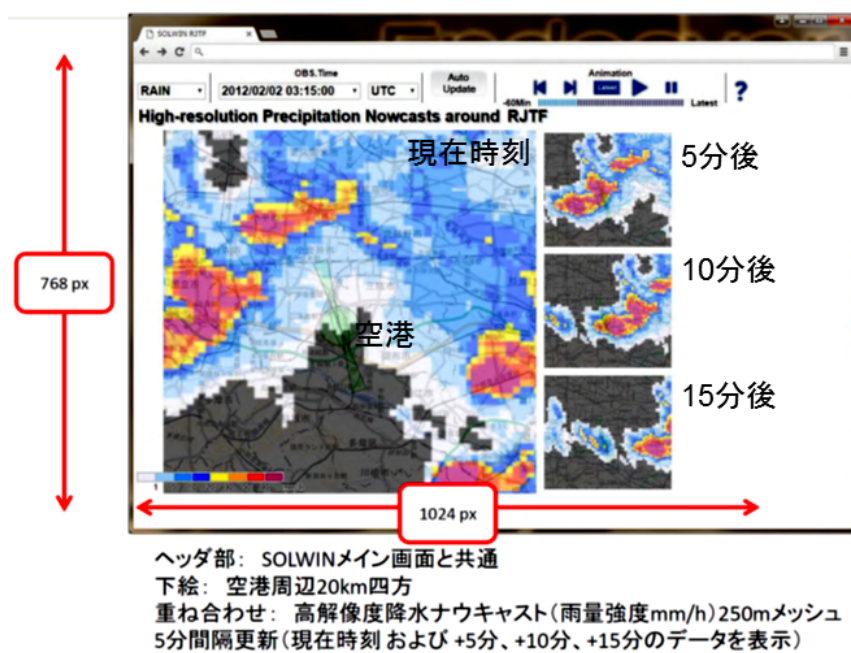 SOLWIN RJTF
RAIN
OBS.Time
2012/02/02 03:15:00
UTC
Auto
Update
Animation
-60Min
Latest
Latest
?
High-resolution Precipitation Nowcasts around RJTF
現在時刻
5分後
10分後
空港
15分後
768 px
1
1024 px
ヘッダ部: SOLWINメイン画面と共通
下絵: 空港周辺20km四方
重ね合わせ: 高解像度降水ナウキャスト(雨量強度mm/h)250mメッシュ
5分間隔更新(現在時刻 および +5分、+10分、+15分のデータを表示)